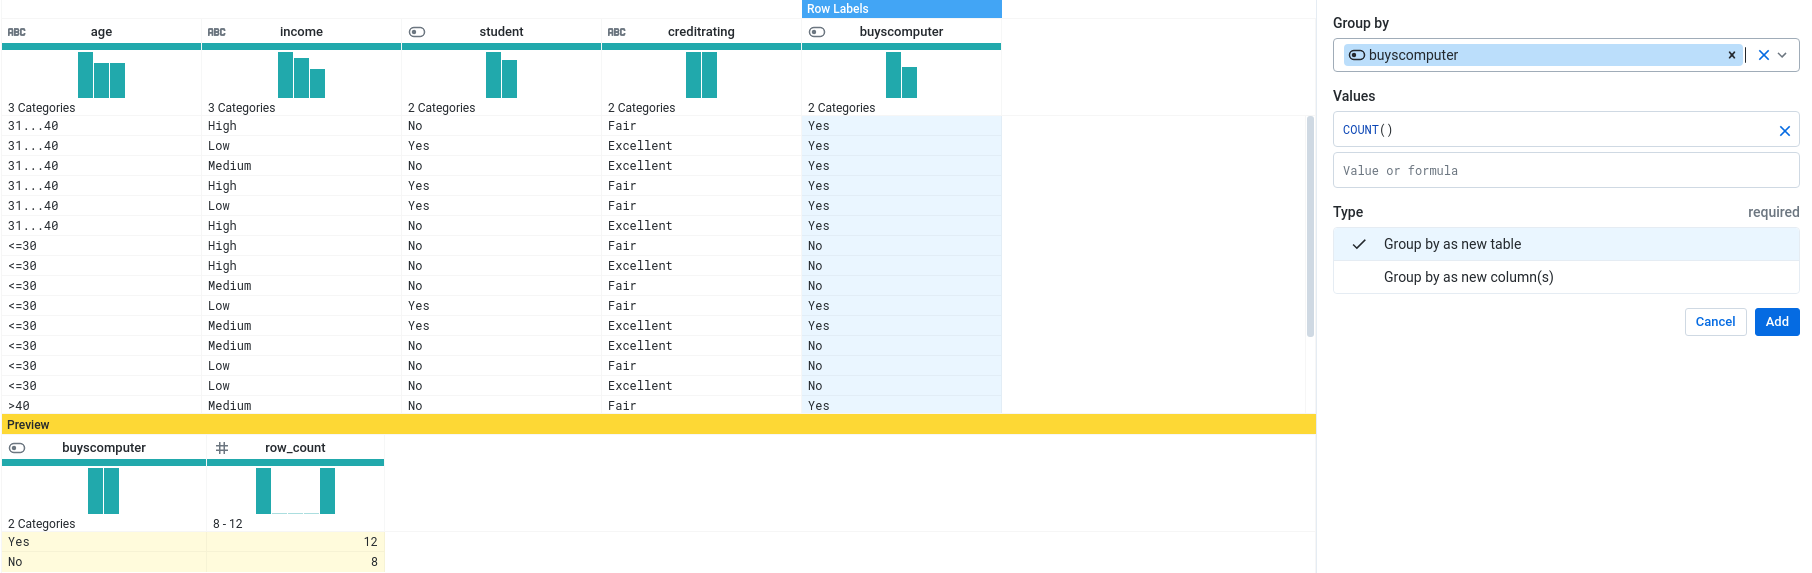 Row Labels
ABC age ABC income student ABC creditrating buyscomputer
3 Categories 3 Categories 2 Categories 2 Categories 2 Categories
31...40 High No Fair Yes
31...40 Low Yes Excellent Yes
31...40 Medium No Excellent Yes
31...40 High Yes Fair Yes
31...40 Low Yes Fair Yes
31...40 High No Excellent Yes
<=30 High No Fair No
<=30 High No Excellent No
<=30 Medium No Fair No
<=30 Low Yes Fair Yes
<=30 Medium Yes Excellent Yes
<=30 Medium No Excellent No
<=30 Low No Fair No
<=30 Low No Excellent No
>40 Medium No Fair Yes
Preview
buyscomputer # row_count
2 Categories 8 - 12
Yes 12
No 8
Group by
buyscomputer
Values
COUNT()
Value or formula
Type required
Group by as new table
Group by as new column(s)
Cancel Add